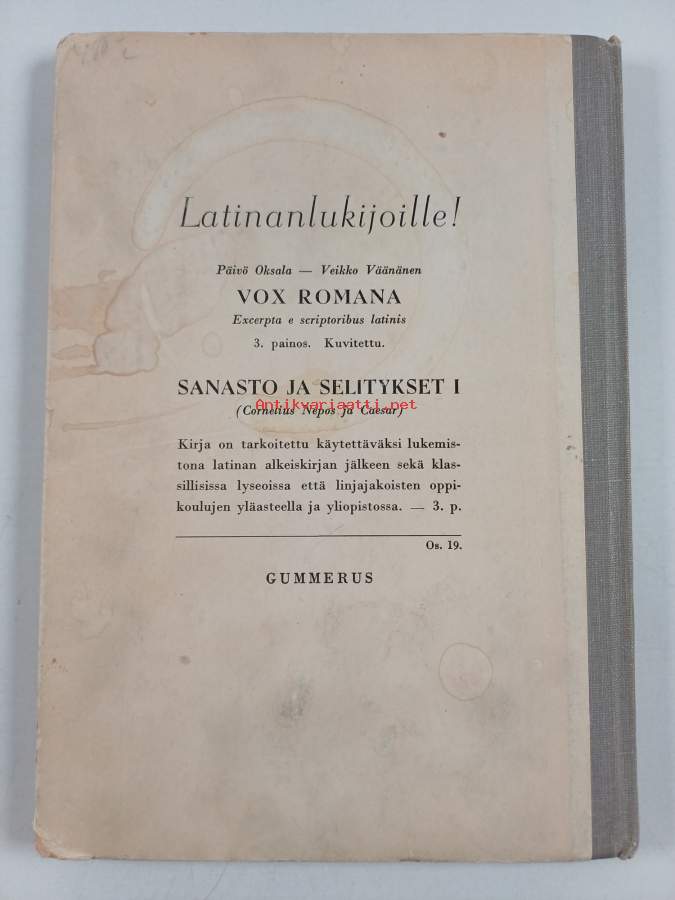 Latinanlukijoille!
Päivö Oksala — Veikko Väänänen
VOX ROMANA
Excerpta e scriptoribus latinis
3. painos. Kuvitettu.
SANASTO JA SELITYKSET I
Antikvariaatti.net
(Cornelius Nepos ja Caesar)
Kirja on tarkoitettu käytettäväksi lukemis-
tona latinan alkeiskirjan jälkeen sekä klas-
sillisissa lyseoissa että linjajakoisten oppi-
koulujen yläasteella ja yliopistossa. — 3. p.
Os. 19.
GUMMERUS